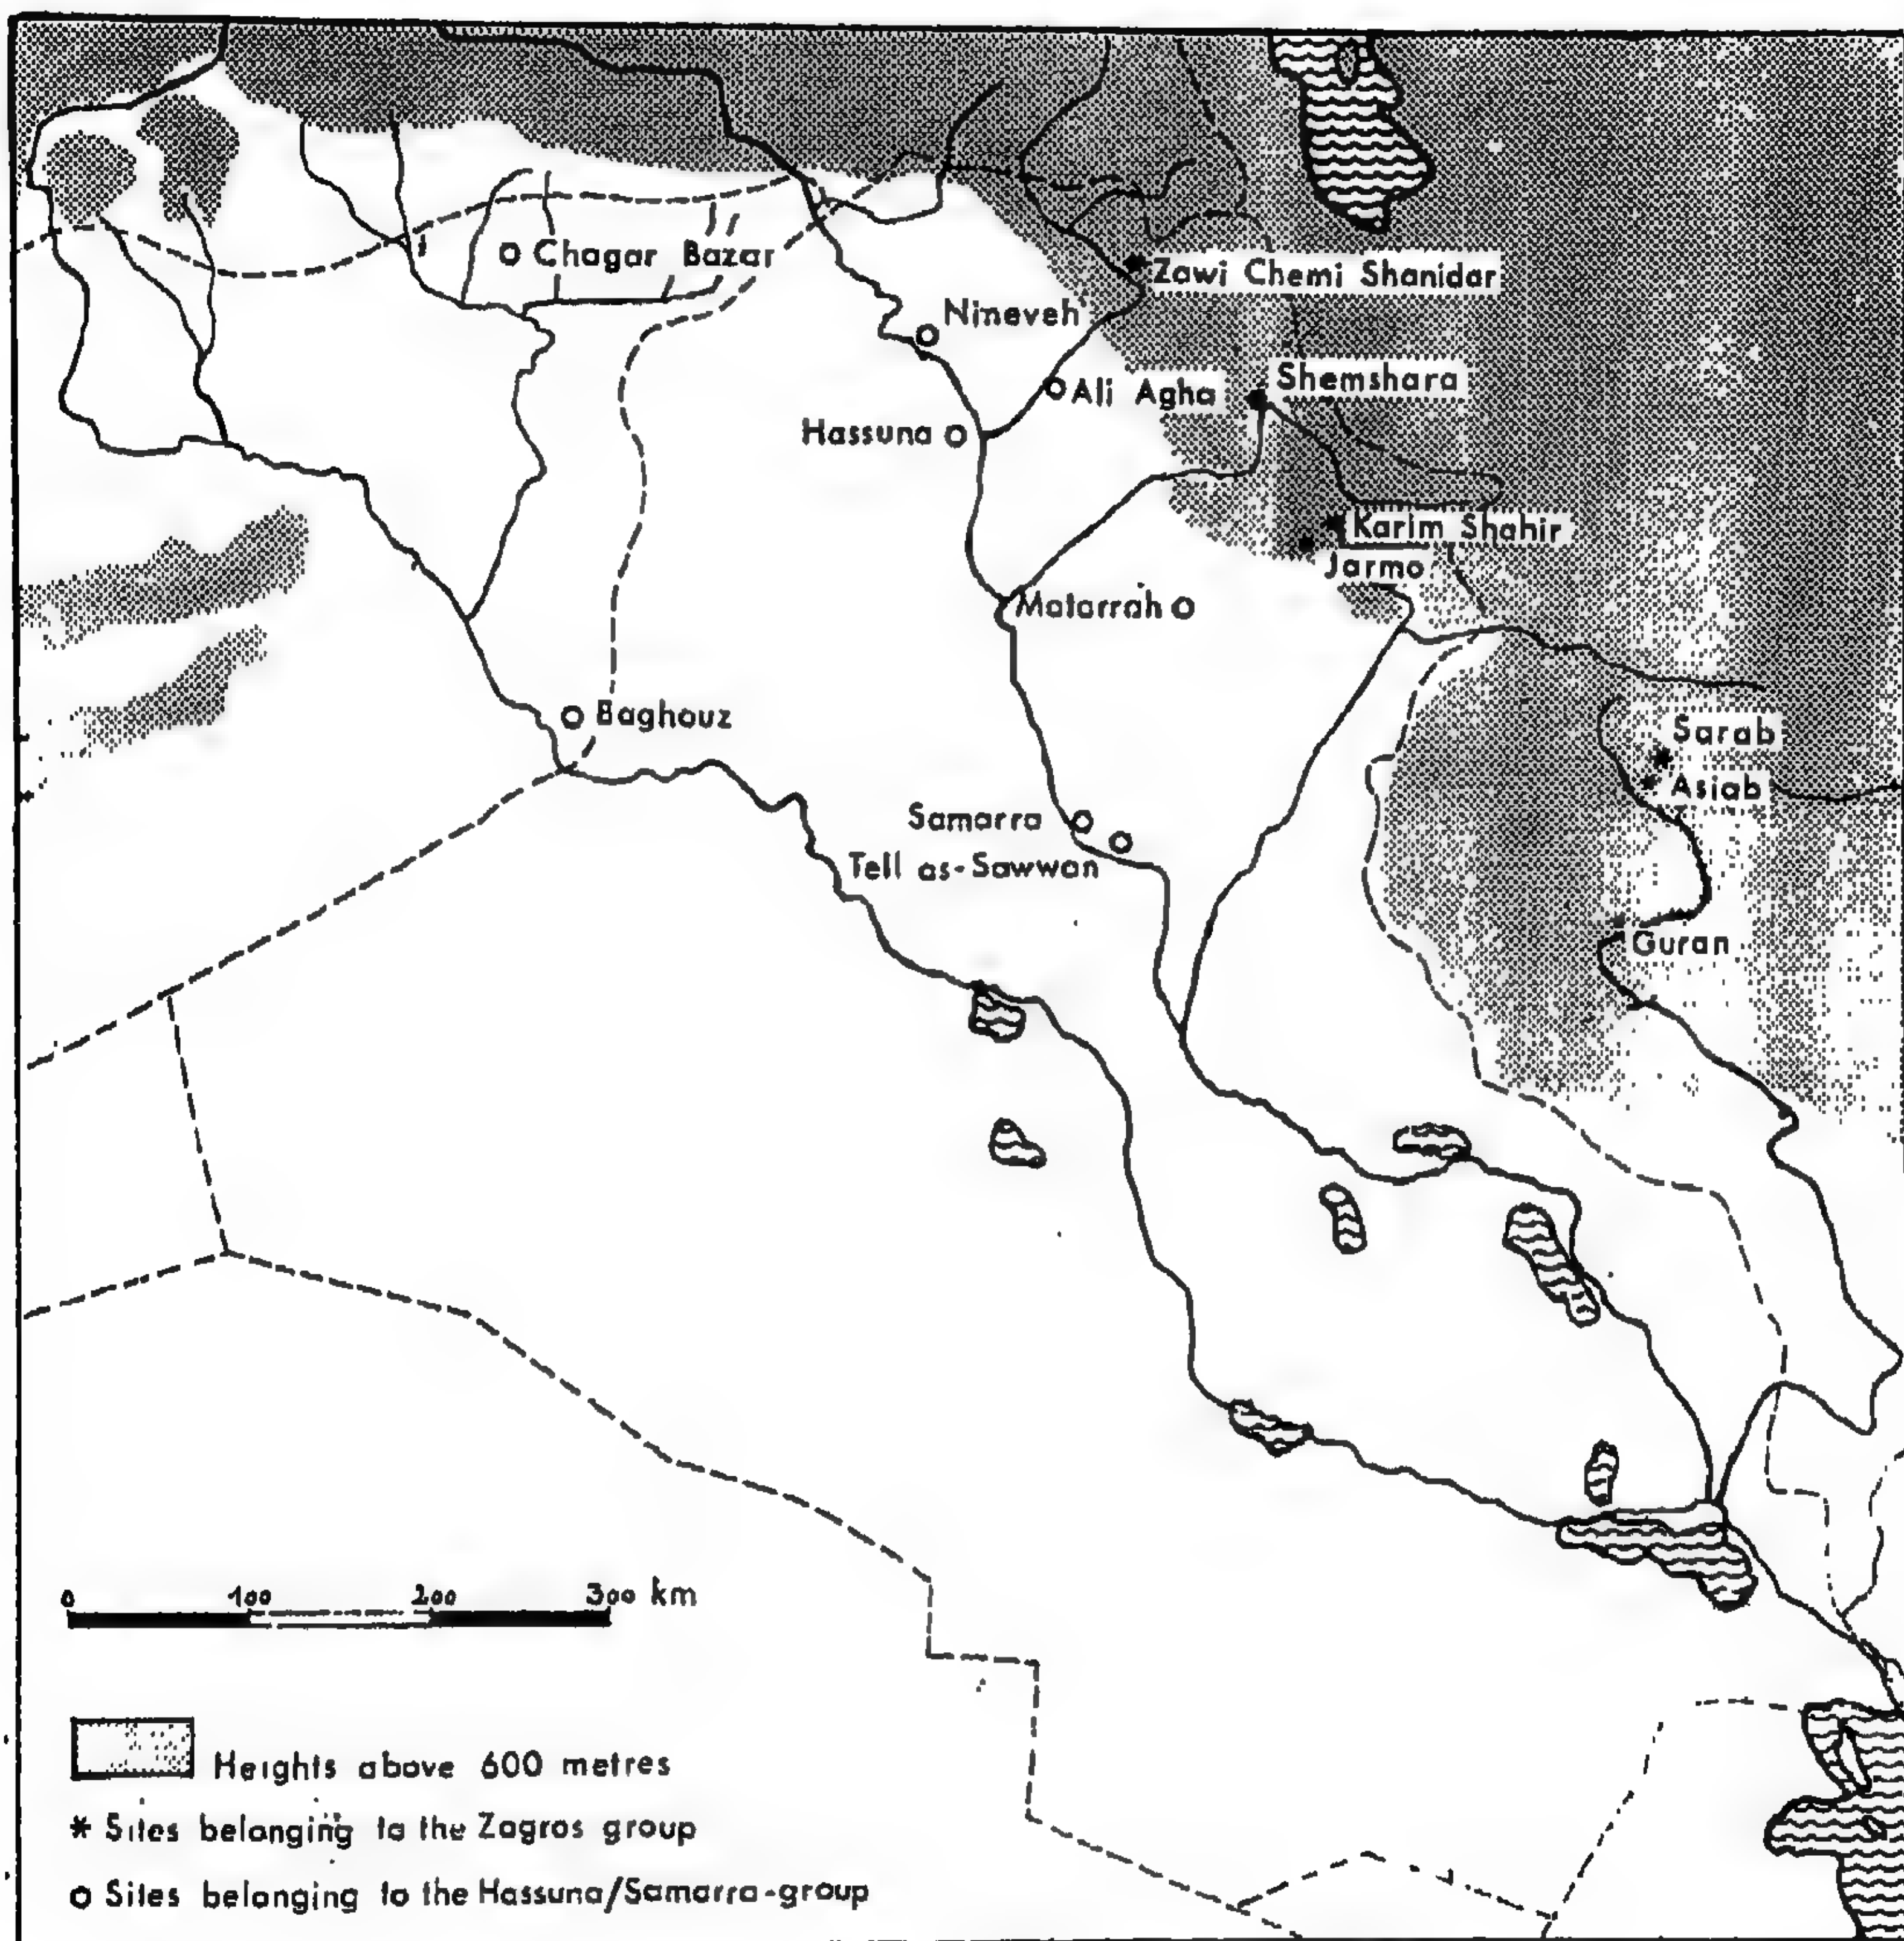 Chagar Bazar
Zawi Chemi Shanidar
Nineveh
Shemshara
Ali Agha
Hassuna
Karim Shahir
Jarmo
Matarrah
Baghouz
Sarab
Asiab
Samarra
Tell as-Sawwan
Guran
0 100 200 300 km
Heights above 600 metres
* Sites belonging to the Zagros group
o Sites belonging to the Hassuna/Samarra-group